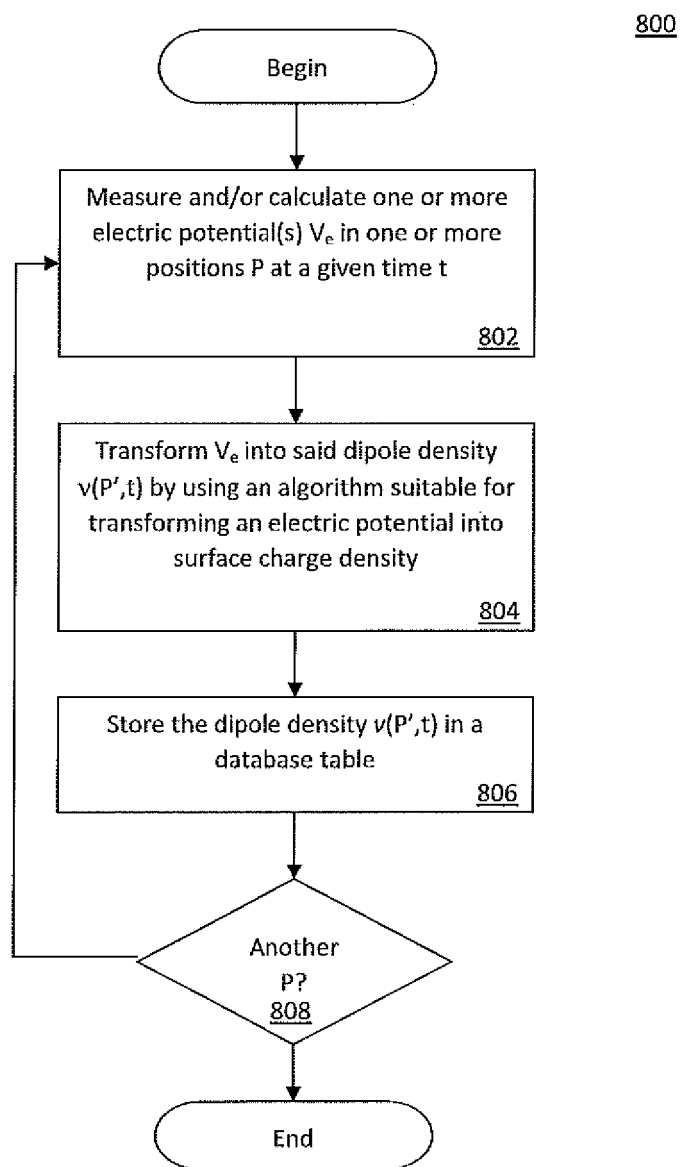 800
Begin
Measure and/or calculate one or more
electric potential(s) Vₑ in one or more
positions P at a given time t
802
Transform Vₑ into said dipole density
ν(P',t) by using an algorithm suitable for
transforming an electric potential into
surface charge density
804
Store the dipole density ν(P',t) in a
database table
806
Another
P?
808
End